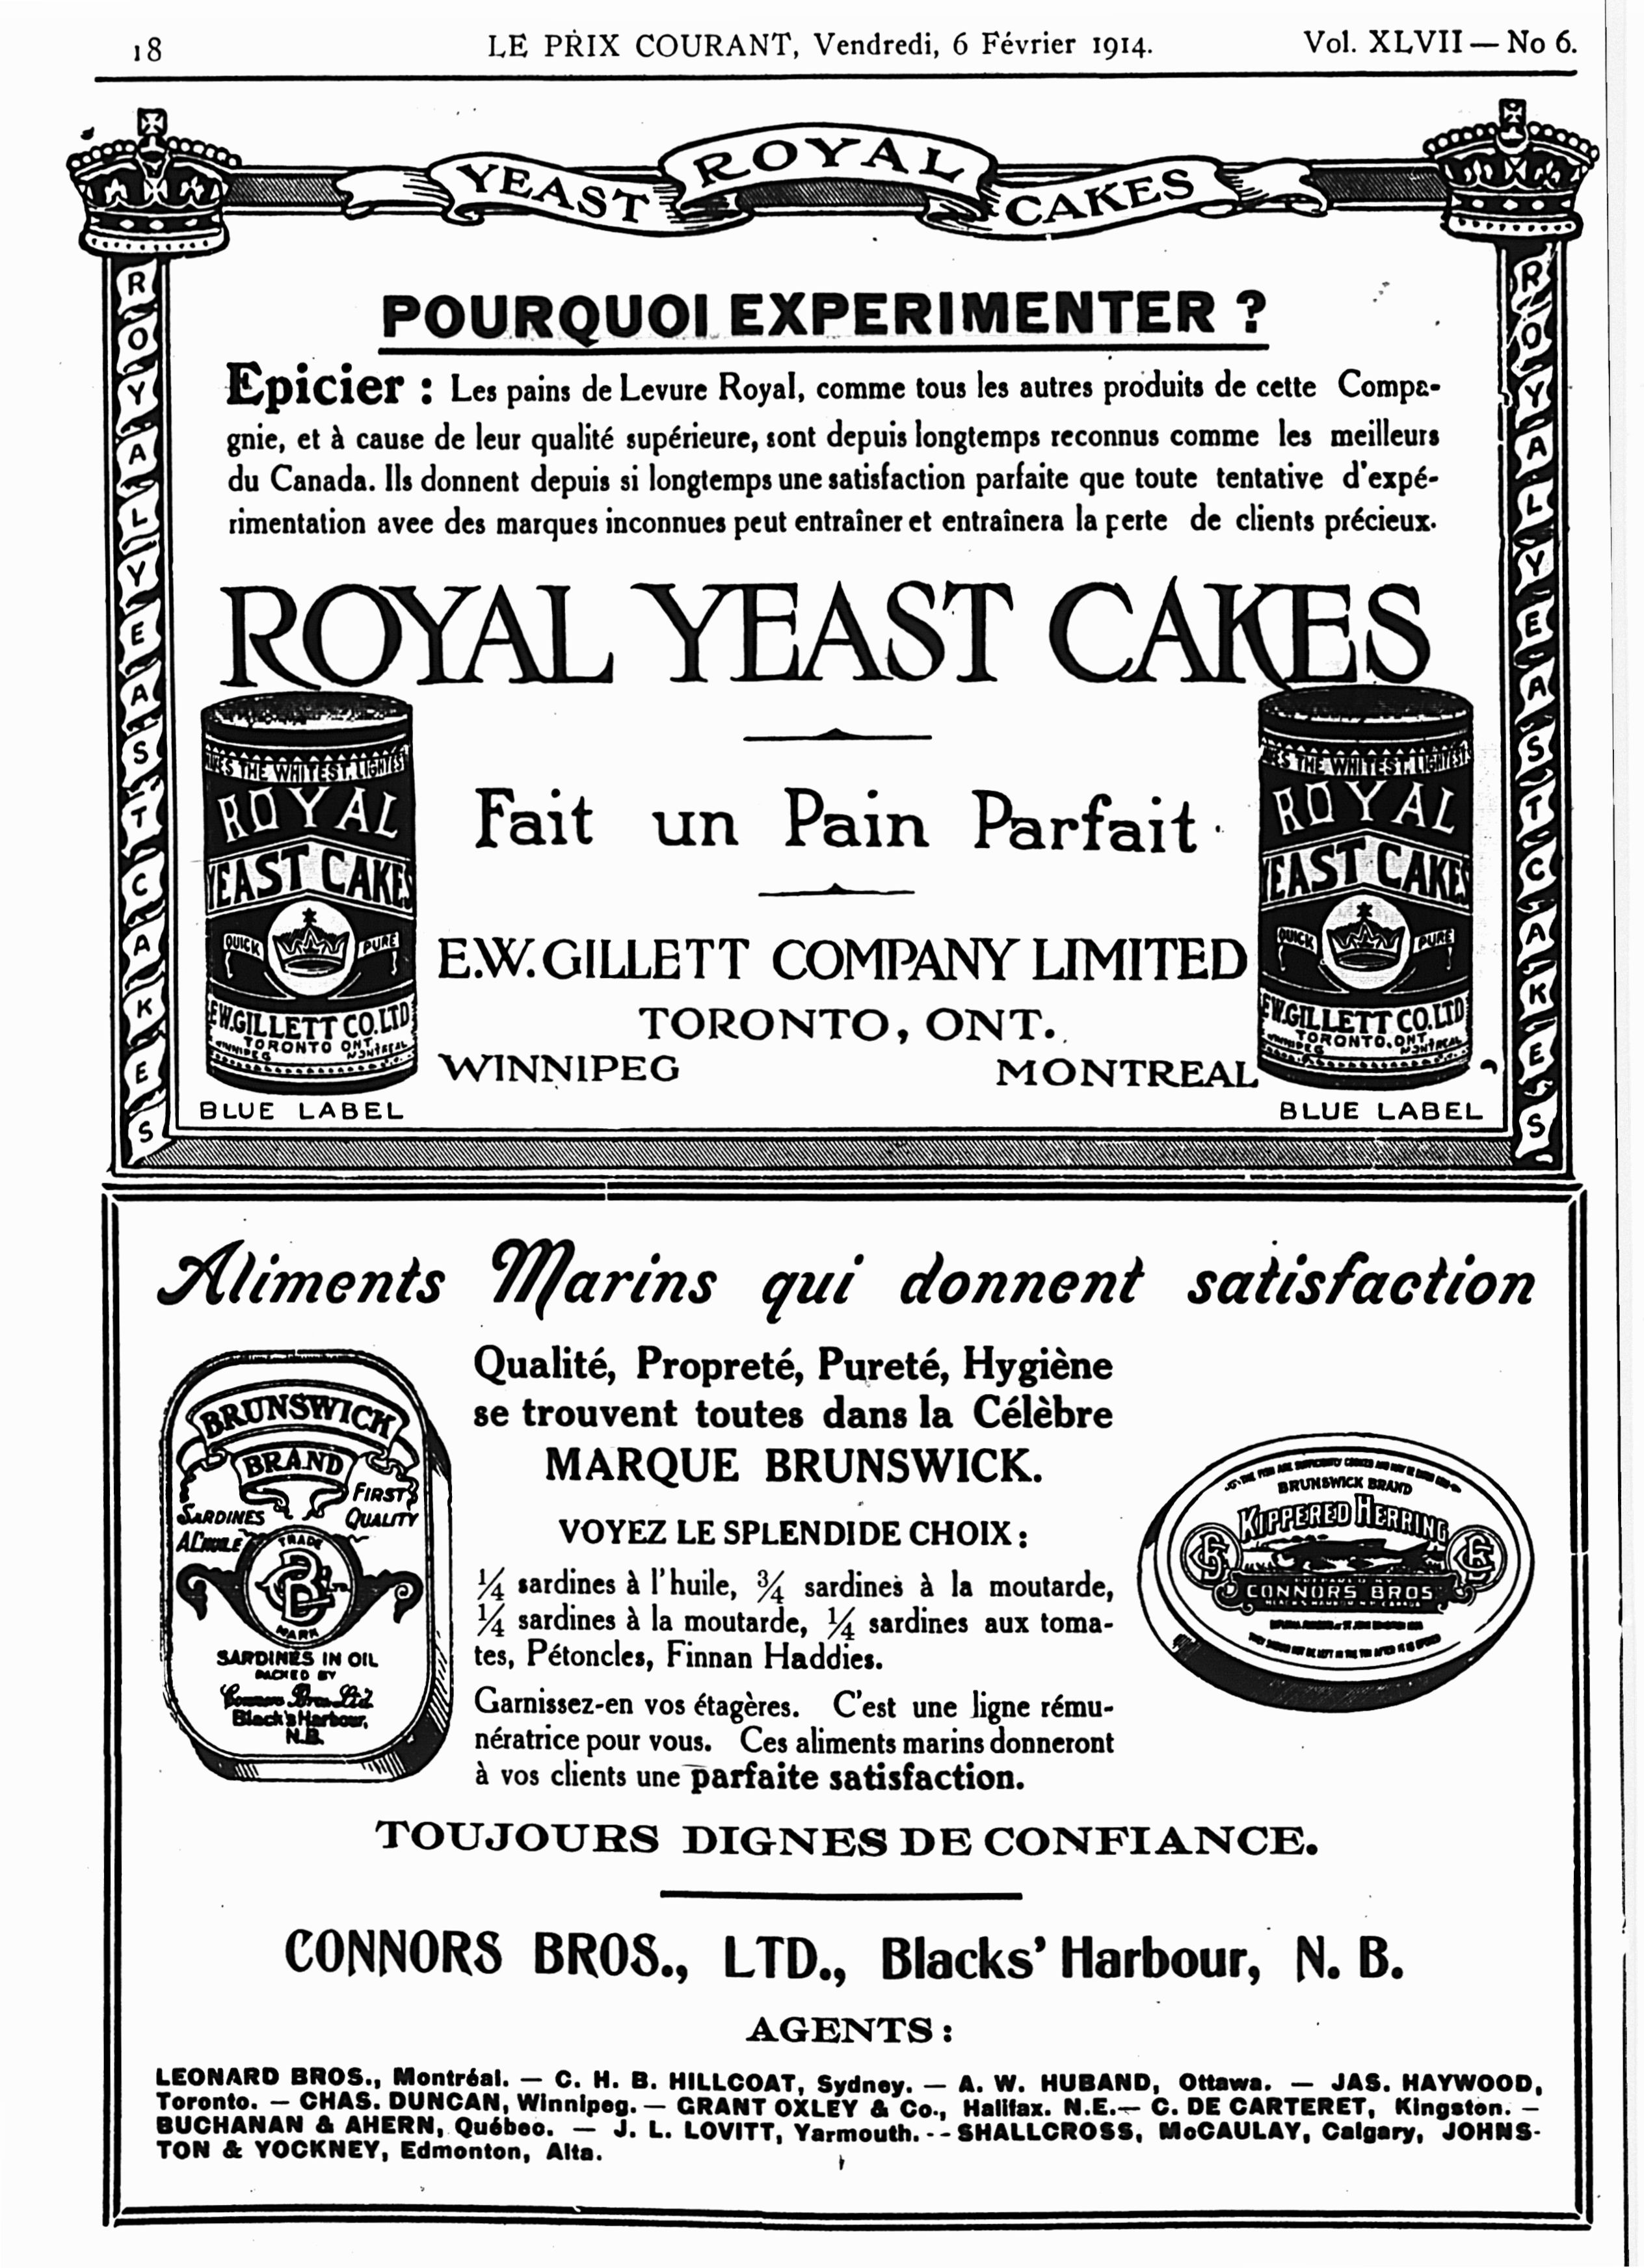 18 LE PRIX COURANT, Vendredi, 6 Février 1914. Vol. XLVII — No 6.
YEAST ROYAL CAKES
ROYAL YEAST CAKES
ROYAL YEAST CAKES
POURQUOI EXPERIMENTER ?
Epicier : Les pains de Levure Royal, comme tous les autres produits de cette Compa-
gnie, et à cause de leur qualité supérieure, sont depuis longtemps reconnus comme les meilleurs
du Canada. Ils donnent depuis si longtemps une satisfaction parfaite que toute tentative d'expé-
rimentation avee des marques inconnues peut entraîner et entraînera la perte de clients précieux.
ROYAL YEAST CAKES
THE WHITEST, LIGHTEST
ROYAL
YEAST CAKES
QUICK PURE
E.W. GILLETT CO. LTD
TORONTO ONT.
WINNIPEG MONTREAL
BLUE LABEL
Fait un Pain Parfait
E.W. GILLETT COMPANY LIMITED
TORONTO, ONT.
WINNIPEG MONTREAL
THE WHITEST, LIGHTEST
ROYAL
YEAST CAKES
QUICK PURE
E.W. GILLETT CO. LTD
TORONTO, ONT.
WINNIPEG MONTREAL
BLUE LABEL
Aliments Marins qui donnent satisfaction
BRUNSWICK
BRAND
FIRST
SARDINES QUALITY
TRADE
MARK
SARDINES IN OIL
PACKED BY
Connors Bros. Ltd.
Black's Harbour,
N.B.
Qualité, Propreté, Pureté, Hygiène
se trouvent toutes dans la Célèbre
MARQUE BRUNSWICK.
VOYEZ LE SPLENDIDE CHOIX :
¼ sardines à l'huile, ¾ sardines à la moutarde,
¼ sardines à la moutarde, ¼ sardines aux toma-
tes, Pétoncles, Finnan Haddies.
Garnissez-en vos étagères. C'est une ligne rému-
nératrice pour vous. Ces aliments marins donneront
à vos clients une parfaite satisfaction.
BRUNSWICK BRAND
KIPPERED HERRING
CONNORS BROS
TOUJOURS DIGNES DE CONFIANCE.
CONNORS BROS., LTD., Blacks' Harbour, N. B.
AGENTS :
LEONARD BROS., Montréal. — C. H. B. HILLCOAT, Sydney. — A. W. HUBAND, Ottawa. — JAS. HAYWOOD,
Toronto. — CHAS. DUNCAN, Winnipeg. — GRANT OXLEY & Co., Halifax. N.E.— C. DE CARTERET, Kingston. —
BUCHANAN & AHERN, Québec. — J. L. LOVITT, Yarmouth. -- SHALLCROSS, McCAULAY, Calgary, JOHNS-
TON & YOCKNEY, Edmonton, Alta.